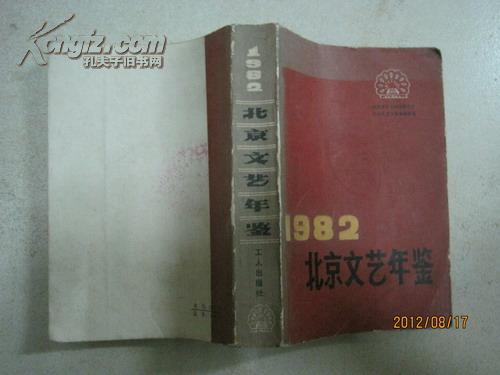 Kongfz.com
孔夫子旧书网
1982
北京文艺年鉴
工人出版社
1982
北京文艺年鉴
2012/08/17